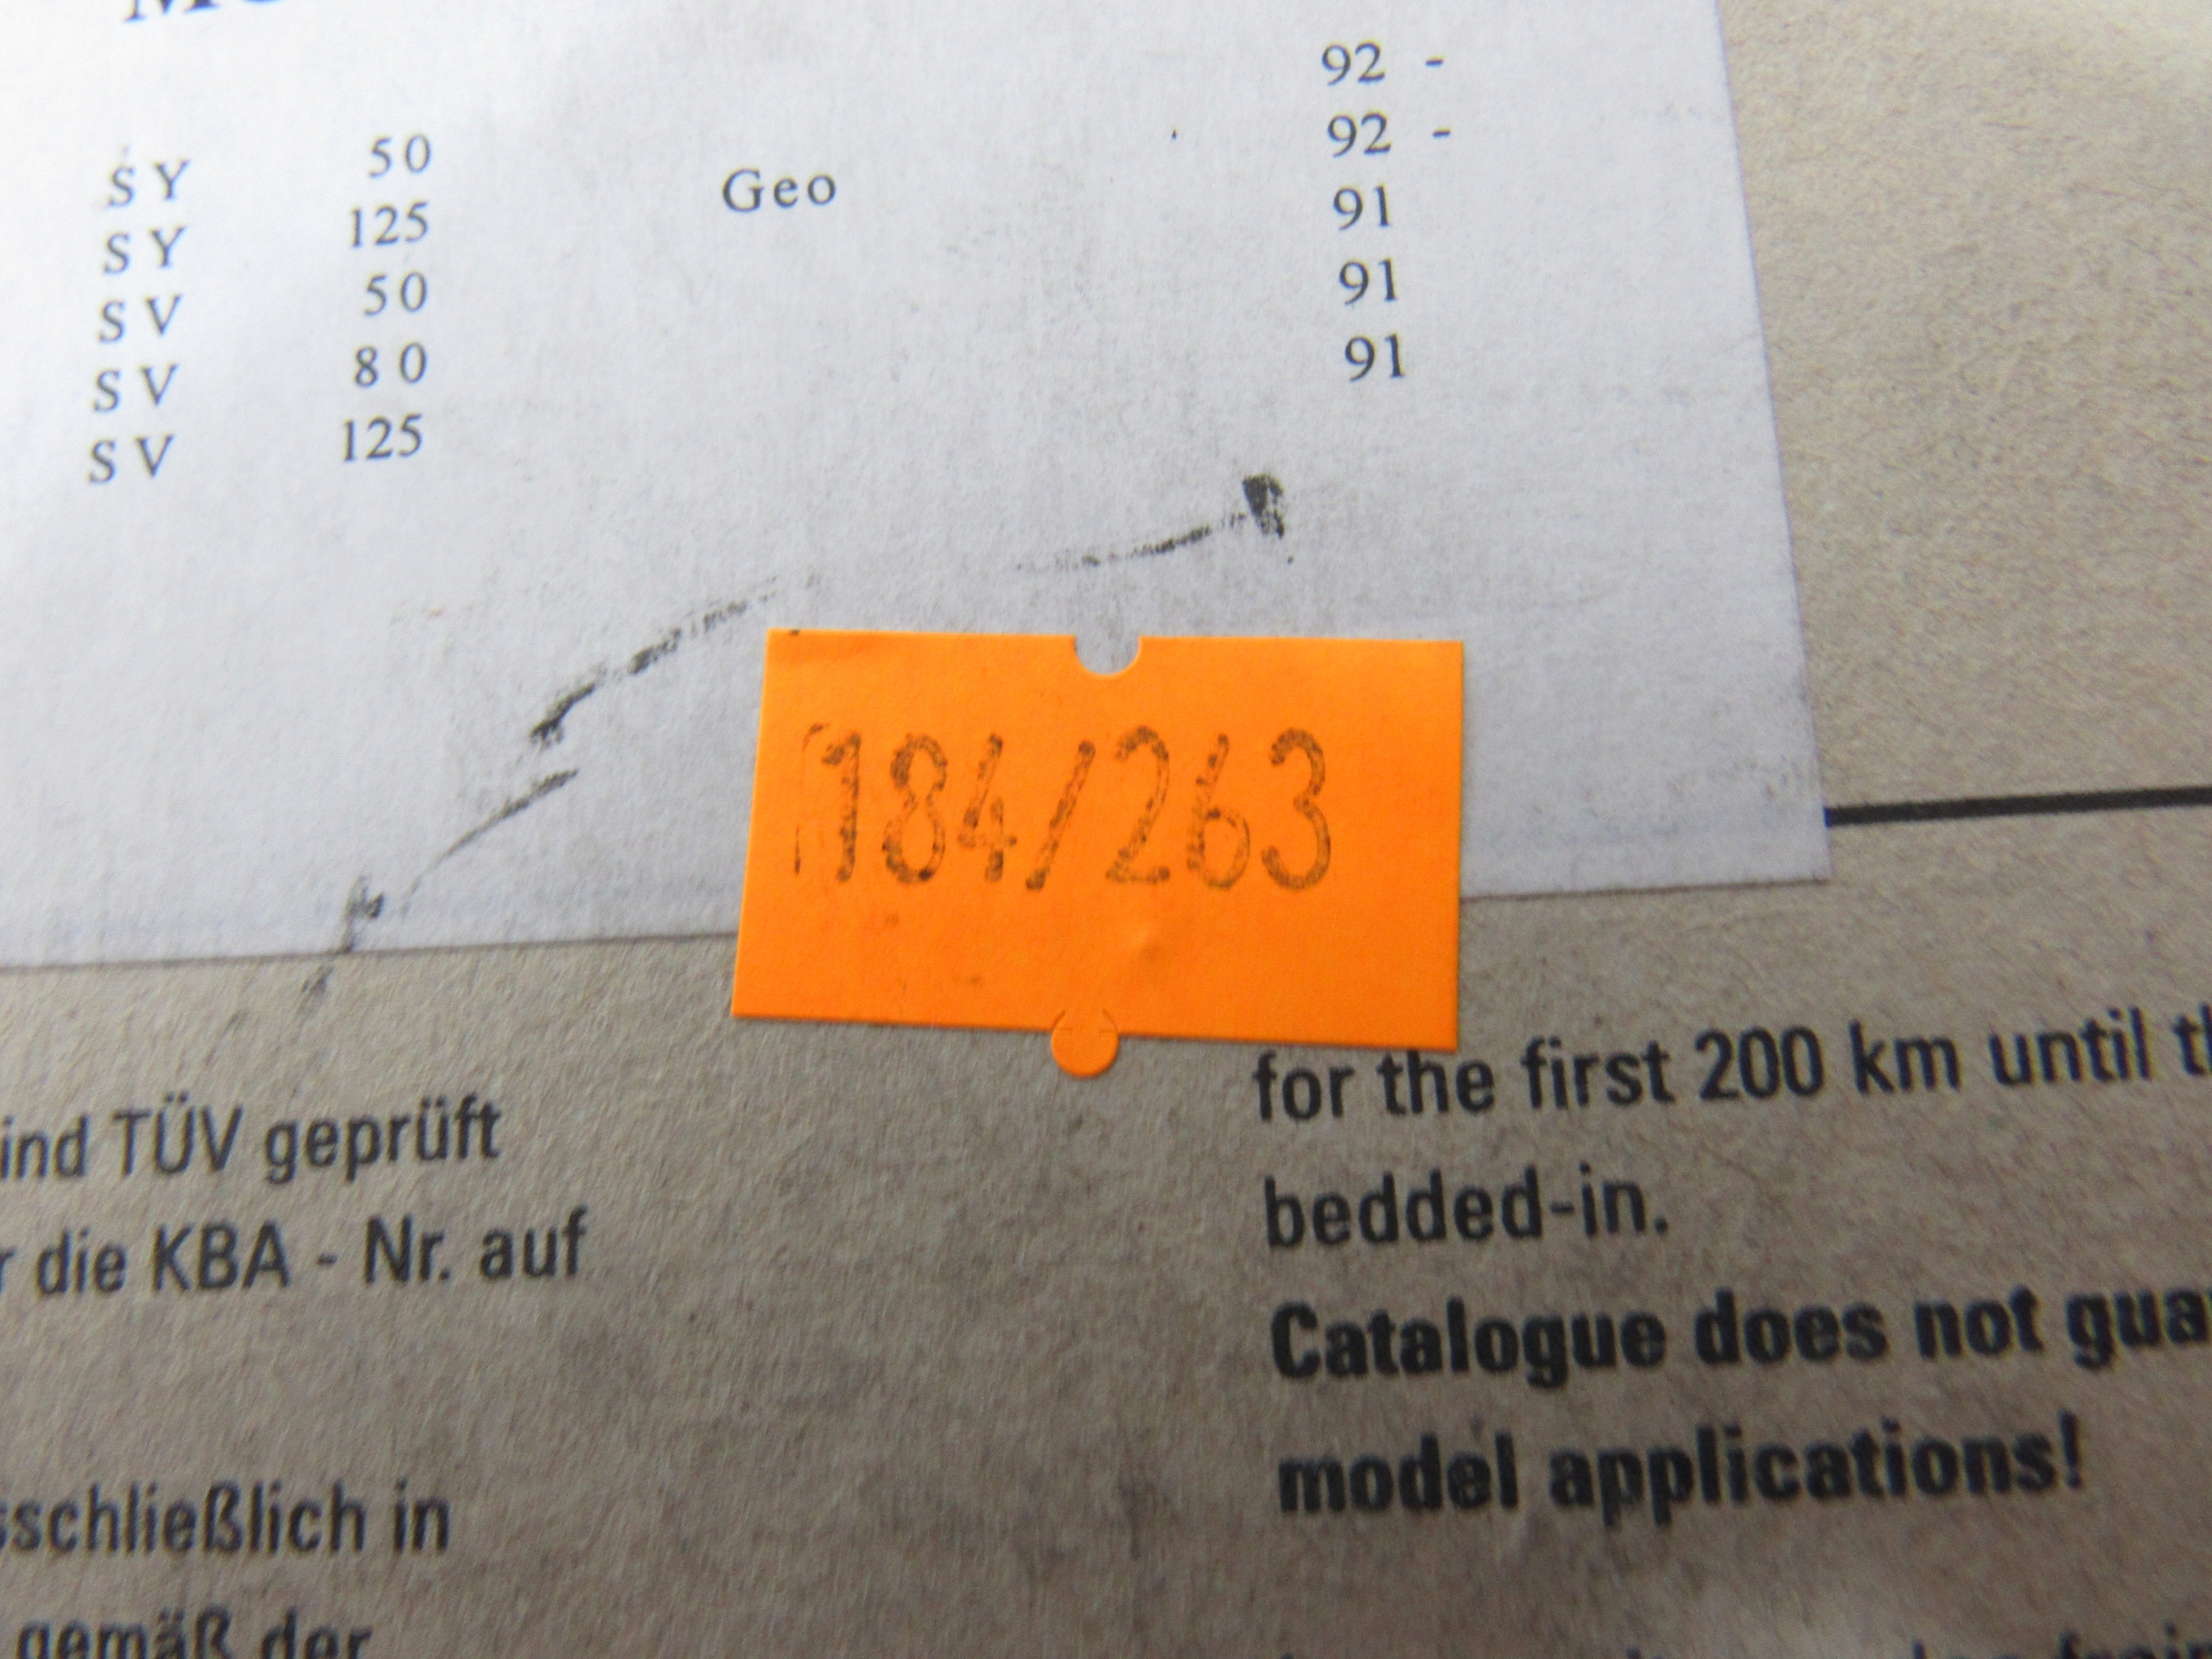 92 -
SY 50 92 -
SY 125 Geo 91
SV 50 91
SV 80 91
SV 125
184/263
ind TÜV geprüft
die KBA - Nr. auf
schließlich in
gemäß der
for the first 200 km until
bedded-in.
Catalogue does not
model applications!